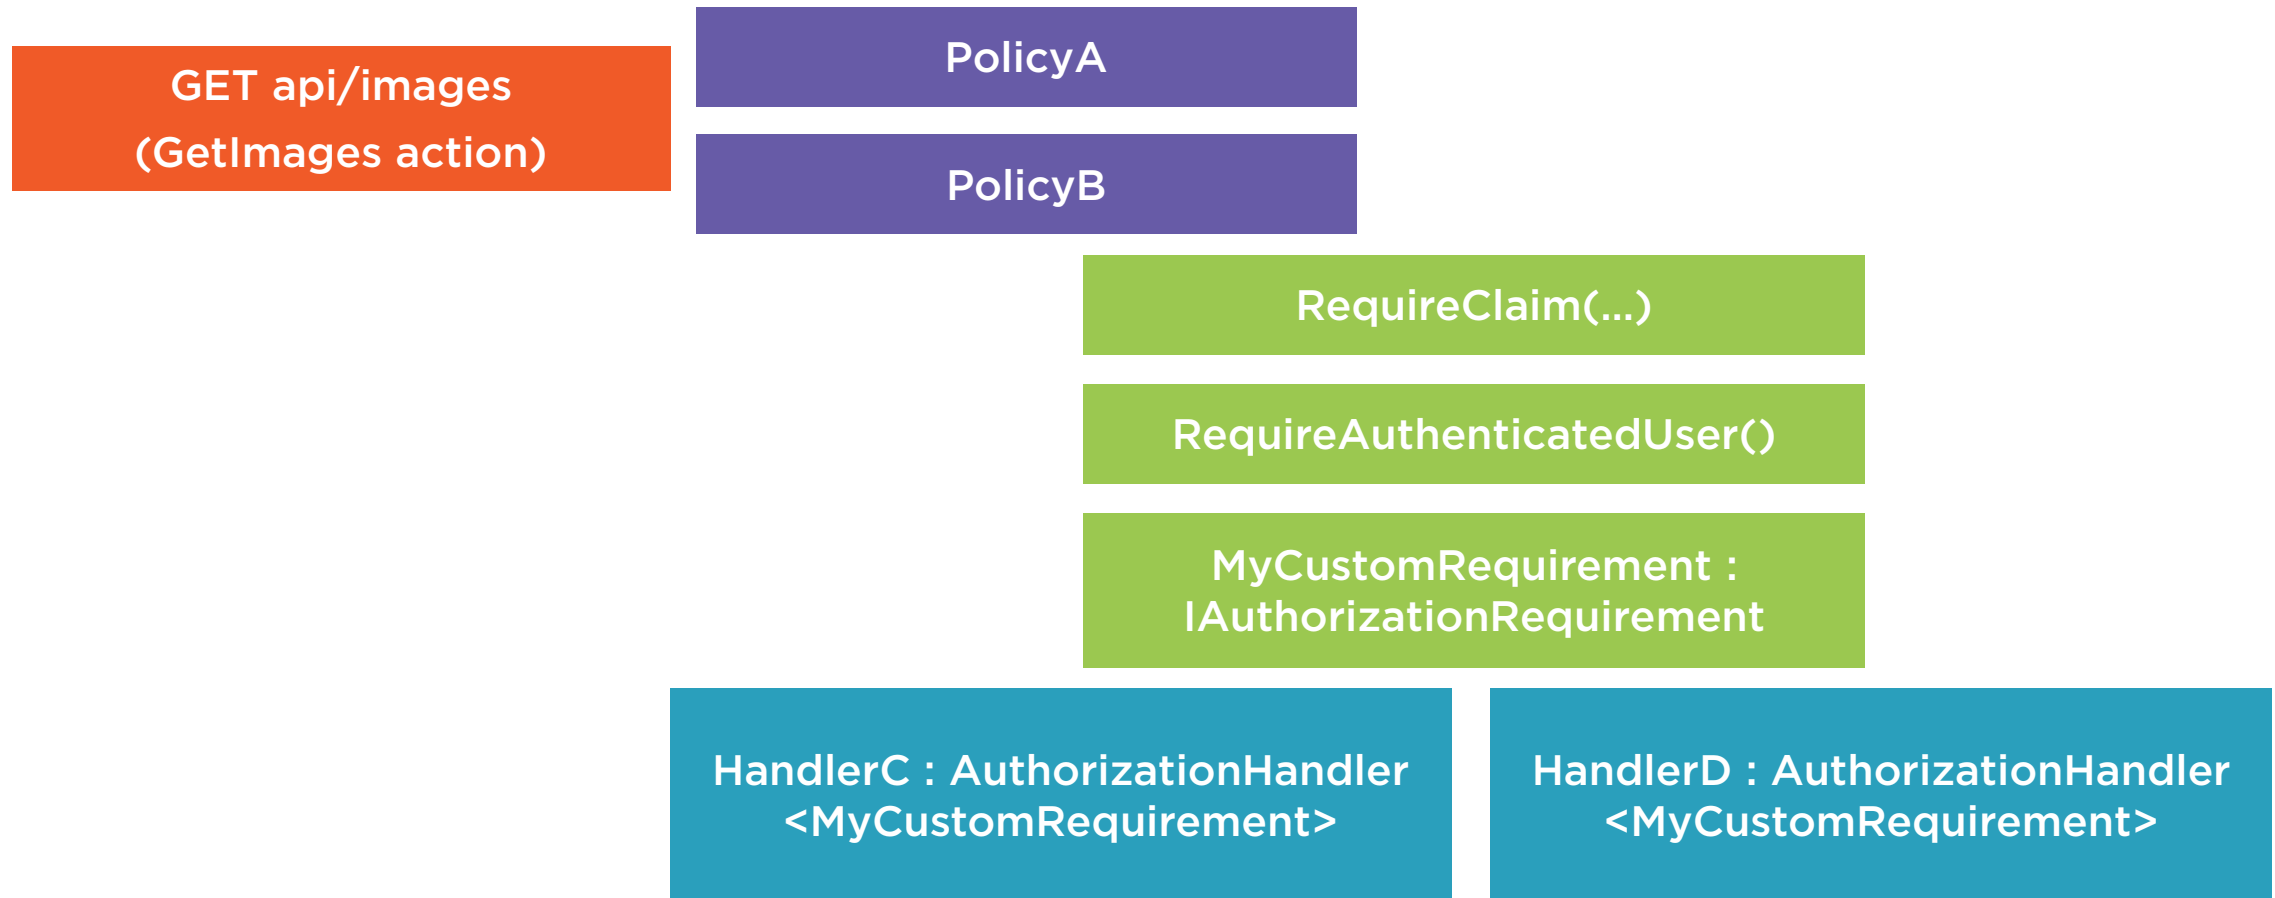 GET api/images
(GetImages action)
PolicyA
PolicyB
RequireClaim(...)
RequireAuthenticatedUser()
MyCustomRequirement :
IAuthorizationRequirement
HandlerC : AuthorizationHandler
<MyCustomRequirement>
HandlerD : AuthorizationHandler
<MyCustomRequirement>